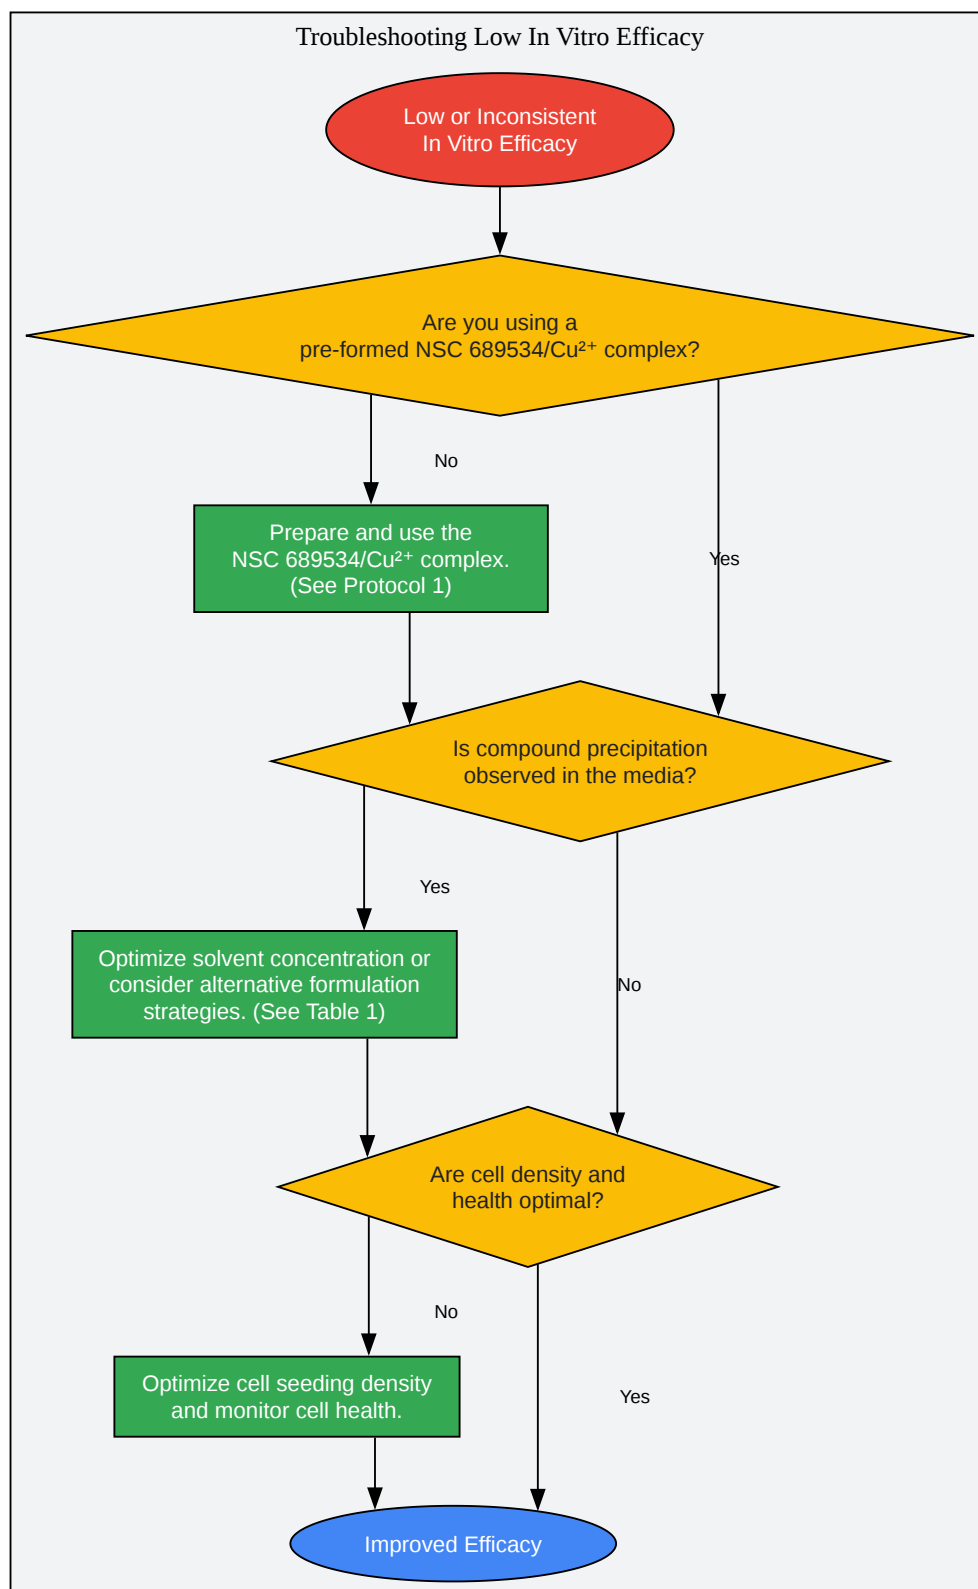 Troubleshooting Low In Vitro Efficacy
Low or Inconsistent
In Vitro Efficacy
Are you using a
pre-formed NSC 689534/Cu²⁺ complex?
No
Prepare and use the
NSC 689534/Cu²⁺ complex.
(See Protocol 1)
Yes
Is compound precipitation
observed in the media?
Yes
Optimize solvent concentration or
consider alternative formulation
strategies. (See Table 1)
No
Are cell density and
health optimal?
No
Optimize cell seeding density
and monitor cell health.
Yes
Improved Efficacy